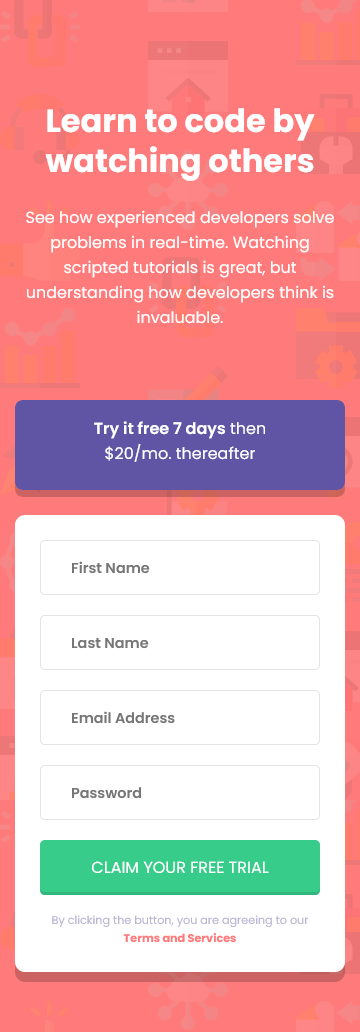 Learn to code by
watching others
See how experienced developers solve
problems in real-time. Watching
scripted tutorials is great, but
understanding how developers think is
invaluable.
Try it free 7 days then
$20/mo. thereafter
First Name
Last Name
Email Address
Password
CLAIM YOUR FREE TRIAL
By clicking the button, you are agreeing to our
Terms and Services